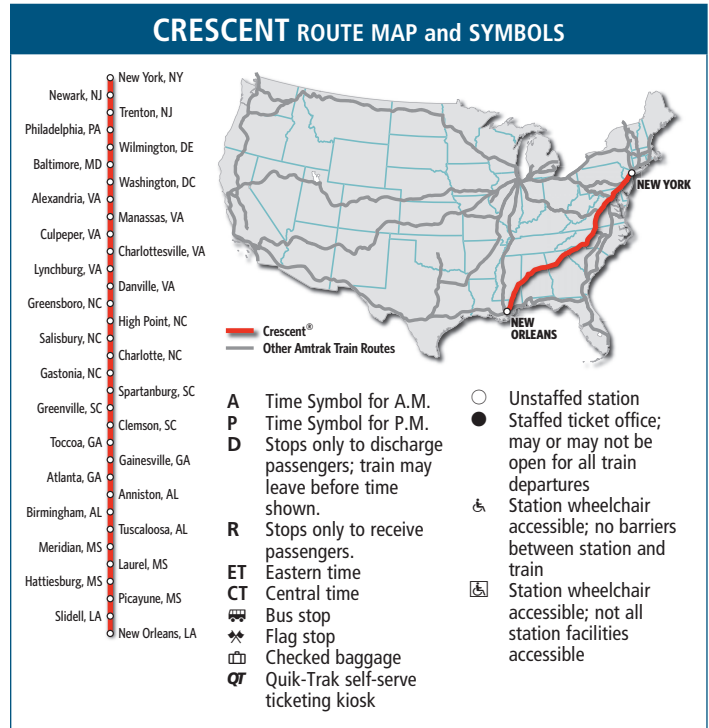 CRESCENT ROUTE MAP and SYMBOLS
New York, NY
Newark, NJ
Trenton, NJ
Philadelphia, PA
Wilmington, DE
Baltimore, MD
Washington, DC
Alexandria, VA
Manassas, VA
Culpeper, VA
Charlottesville, VA
Lynchburg, VA
Danville, VA
Greensboro, NC
High Point, NC
Salisbury, NC
Charlotte, NC
Gastonia, NC
Spartanburg, SC
Greenville, SC
Clemson, SC
Toccoa, GA
Gainesville, GA
Atlanta, GA
Anniston, AL
Birmingham, AL
Tuscaloosa, AL
Meridian, MS
Laurel, MS
Hattiesburg, MS
Picayune, MS
Slidell, LA
New Orleans, LA
NEW YORK
NEW
ORLEANS
Crescent®
Other Amtrak Train Routes
A Time Symbol for A.M.
P Time Symbol for P.M.
D Stops only to discharge
passengers; train may
leave before time
shown.
R Stops only to receive
passengers.
ET Eastern time
CT Central time
Bus stop
Flag stop
Checked baggage
QT Quik-Trak self-serve
ticketing kiosk
Unstaffed station
Staffed ticket office;
may or may not be
open for all train
departures
Station wheelchair
accessible; no barriers
between station and
train
Station wheelchair
accessible; not all
station facilities
accessible